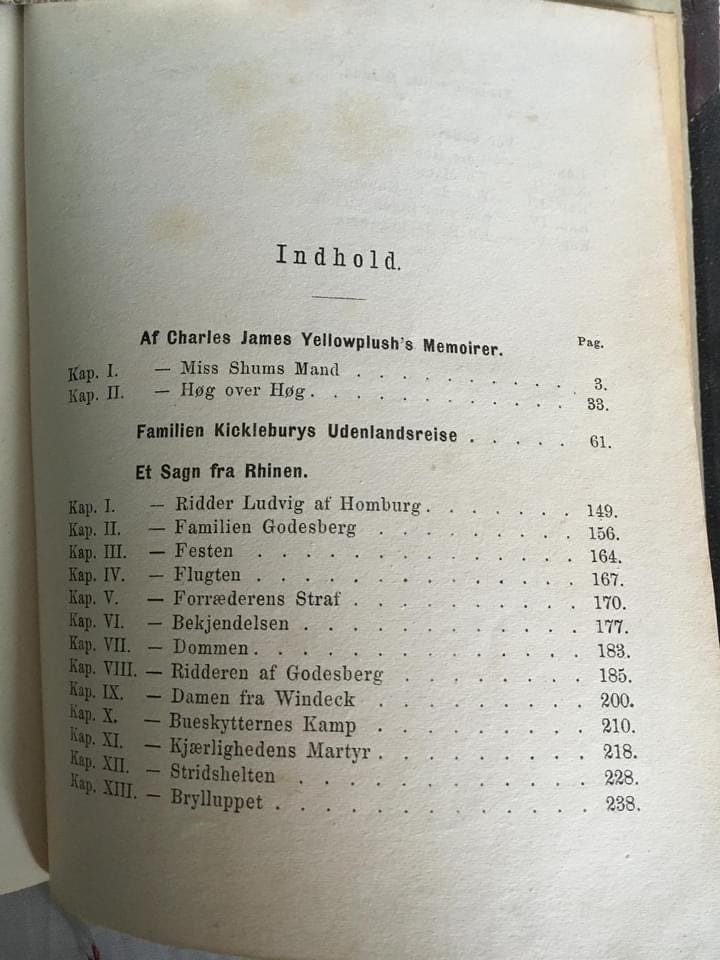 Indhold.
Af Charles James Yellowplush's Memoirer. Pag.
Kap. I. — Miss Shums Mand . . . . . . . . . . 3.
Kap. II. — Høg over Høg . . . . . . . . . . . 33.
Familien Kickleburys Udenlandsreise . . . . . 61.
Et Sagn fra Rhinen.
Kap. I. — Ridder Ludvig af Homburg . . . . . . . 149.
Kap. II. — Familien Godesberg . . . . . . . . 156.
Kap. III. — Festen . . . . . . . . . . . . . 164.
Kap. IV. — Flugten . . . . . . . . . . . . . 167.
Kap. V. — Forræderens Straf . . . . . . . . . 170.
Kap. VI. — Bekjendelsen . . . . . . . . . . . 177.
Kap. VII. — Dommen . . . . . . . . . . . . . 183.
Kap. VIII. — Ridderen af Godesberg . . . . . . . 185.
Kap. IX. — Damen fra Windeck . . . . . . . . 200.
Kap. X. — Bueskytternes Kamp . . . . . . . . 210.
Kap. XI. — Kjærlighedens Martyr . . . . . . . . 218.
Kap. XII. — Stridshelten . . . . . . . . . . . 228.
Kap. XIII. — Brylluppet . . . . . . . . . . . . 238.